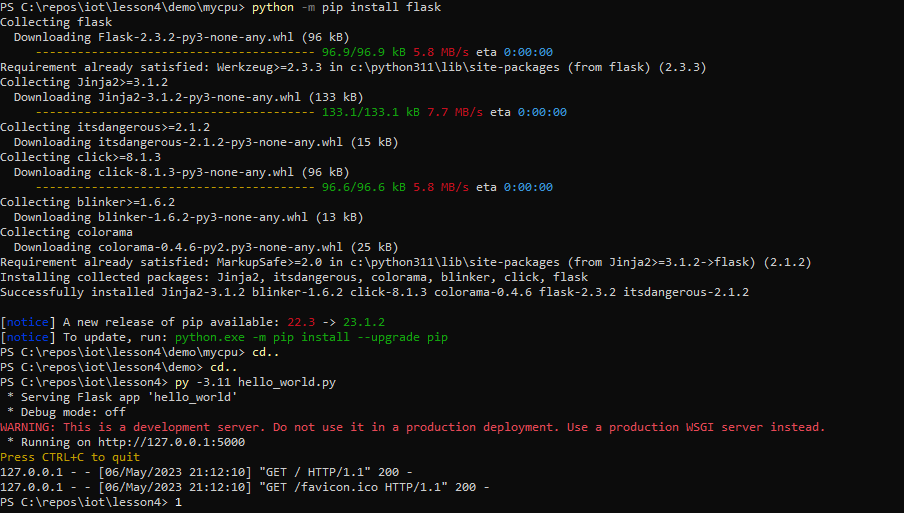 PS C:\repos\iot\lesson4\demo\mycpu> python -m pip install flask
Collecting flask
  Downloading Flask-2.3.2-py3-none-any.whl (96 kB)
     ---------------------------------------- 96.9/96.9 kB 5.8 MB/s eta 0:00:00
Requirement already satisfied: Werkzeug>=2.3.3 in c:\python311\lib\site-packages (from flask) (2.3.3)
Collecting Jinja2>=3.1.2
  Downloading Jinja2-3.1.2-py3-none-any.whl (133 kB)
     ---------------------------------------- 133.1/133.1 kB 7.7 MB/s eta 0:00:00
Collecting itsdangerous>=2.1.2
  Downloading itsdangerous-2.1.2-py3-none-any.whl (15 kB)
Collecting click>=8.1.3
  Downloading click-8.1.3-py3-none-any.whl (96 kB)
     ---------------------------------------- 96.6/96.6 kB 5.8 MB/s eta 0:00:00
Collecting blinker>=1.6.2
  Downloading blinker-1.6.2-py3-none-any.whl (13 kB)
Collecting colorama
  Downloading colorama-0.4.6-py2.py3-none-any.whl (25 kB)
Requirement already satisfied: MarkupSafe>=2.0 in c:\python311\lib\site-packages (from Jinja2>=3.1.2->flask) (2.1.2)
Installing collected packages: Jinja2, itsdangerous, colorama, blinker, click, flask
Successfully installed Jinja2-3.1.2 blinker-1.6.2 click-8.1.3 colorama-0.4.6 flask-2.3.2 itsdangerous-2.1.2

[notice] A new release of pip available: 22.3 -> 23.1.2
[notice] To update, run: python.exe -m pip install --upgrade pip
PS C:\repos\iot\lesson4\demo\mycpu> cd..
PS C:\repos\iot\lesson4\demo> cd..
PS C:\repos\iot\lesson4> py -3.11 hello_world.py
 * Serving Flask app 'hello_world'
 * Debug mode: off
WARNING: This is a development server. Do not use it in a production deployment. Use a production WSGI server instead.
 * Running on http://127.0.0.1:5000
Press CTRL+C to quit
127.0.0.1 - - [06/May/2023 21:12:10] "GET / HTTP/1.1" 200 -
127.0.0.1 - - [06/May/2023 21:12:10] "GET /favicon.ico HTTP/1.1" 200 -
PS C:\repos\iot\lesson4> 1